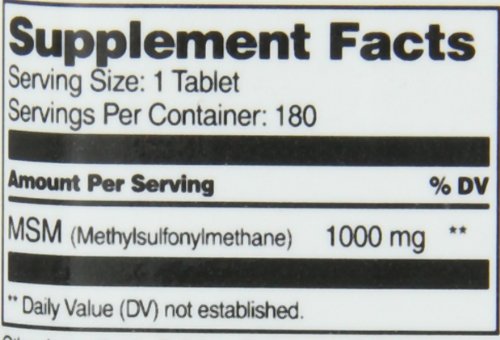 Supplement Facts
Serving Size: 1 Tablet
Servings Per Container: 180
Amount Per Serving % DV
MSM (Methylsulfonylmethane) 1000 mg **
** Daily Value (DV) not established.